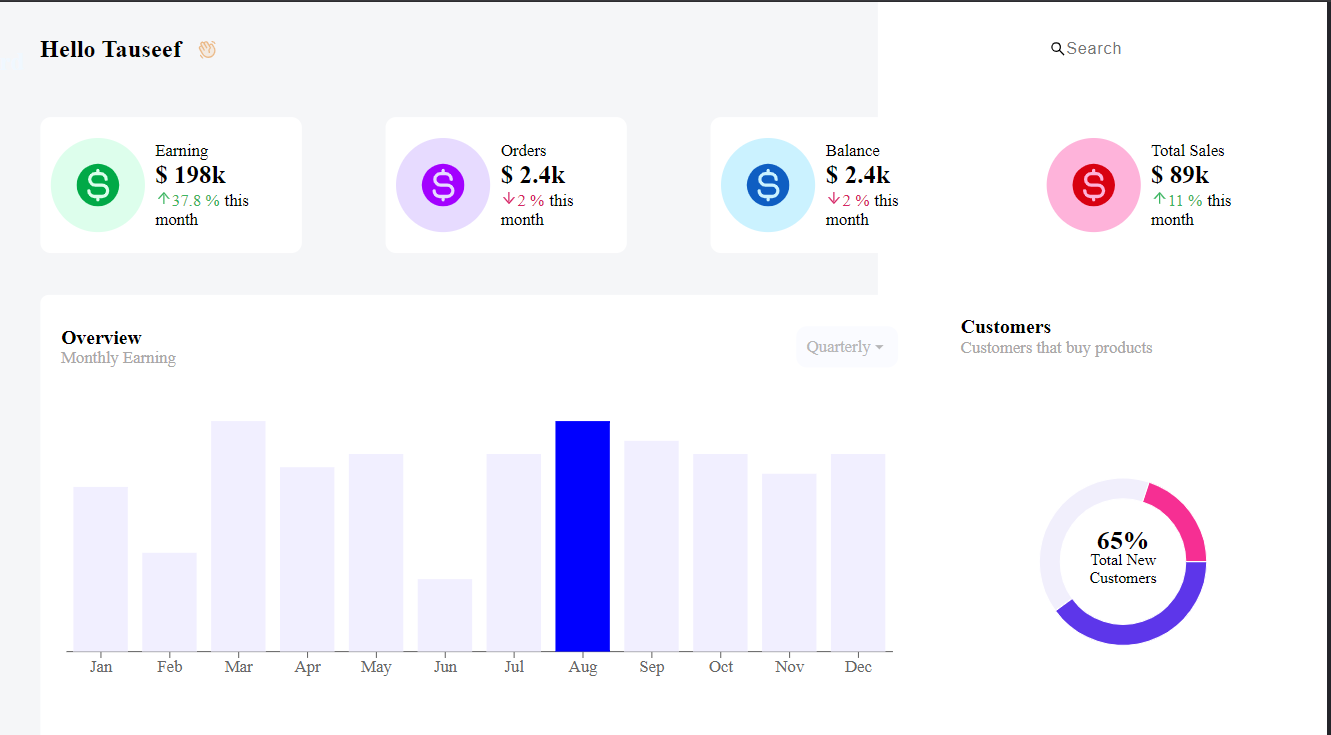 Hello Tauseef 👋🏻
Search
Earning
$ 198k
↑37.8 % this
month
Orders
$ 2.4k
↓2 % this
month
Balance
$ 2.4k
↓2 % this
month
Total Sales
$ 89k
↑11 % this
month
Overview
Monthly Earning
Quarterly
Customers
Customers that buy products
65%
Total New
Customers
Jan Feb Mar Apr May Jun Jul Aug Sep Oct Nov Dec